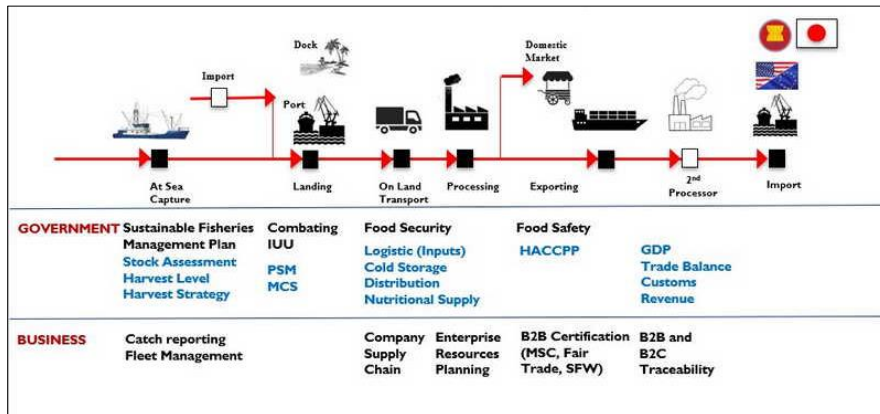 Dock
Domestic
Market
Import
Port
At Sea
Capture
Landing
On Land
Transport
Processing
Exporting
2nd
Processor
Import
GOVERNMENT
Sustainable Fisheries
Management Plan
Stock Assessment
Harvest Level
Harvest Strategy
Combating
IUU
PSM
MCS
Food Security
Logistic (Inputs)
Cold Storage
Distribution
Nutritional Supply
Food Safety
HACCPP
GDP
Trade Balance
Customs
Revenue
BUSINESS
Catch reporting
Fleet Management
Company
Supply
Chain
Enterprise
Resources
Planning
B2B Certification
(MSC, Fair
Trade, SFW)
B2B and
B2C
Traceability